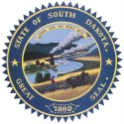 STATE OF SOUTH DAKOTA.
GREAT SEAL.
1889